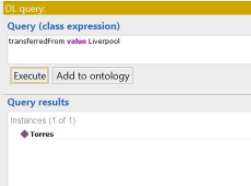 DL query:
Query (class expression)
transferredFrom value Liverpool
Execute Add to ontology
Query results
Instances (1 of 1)
Torres